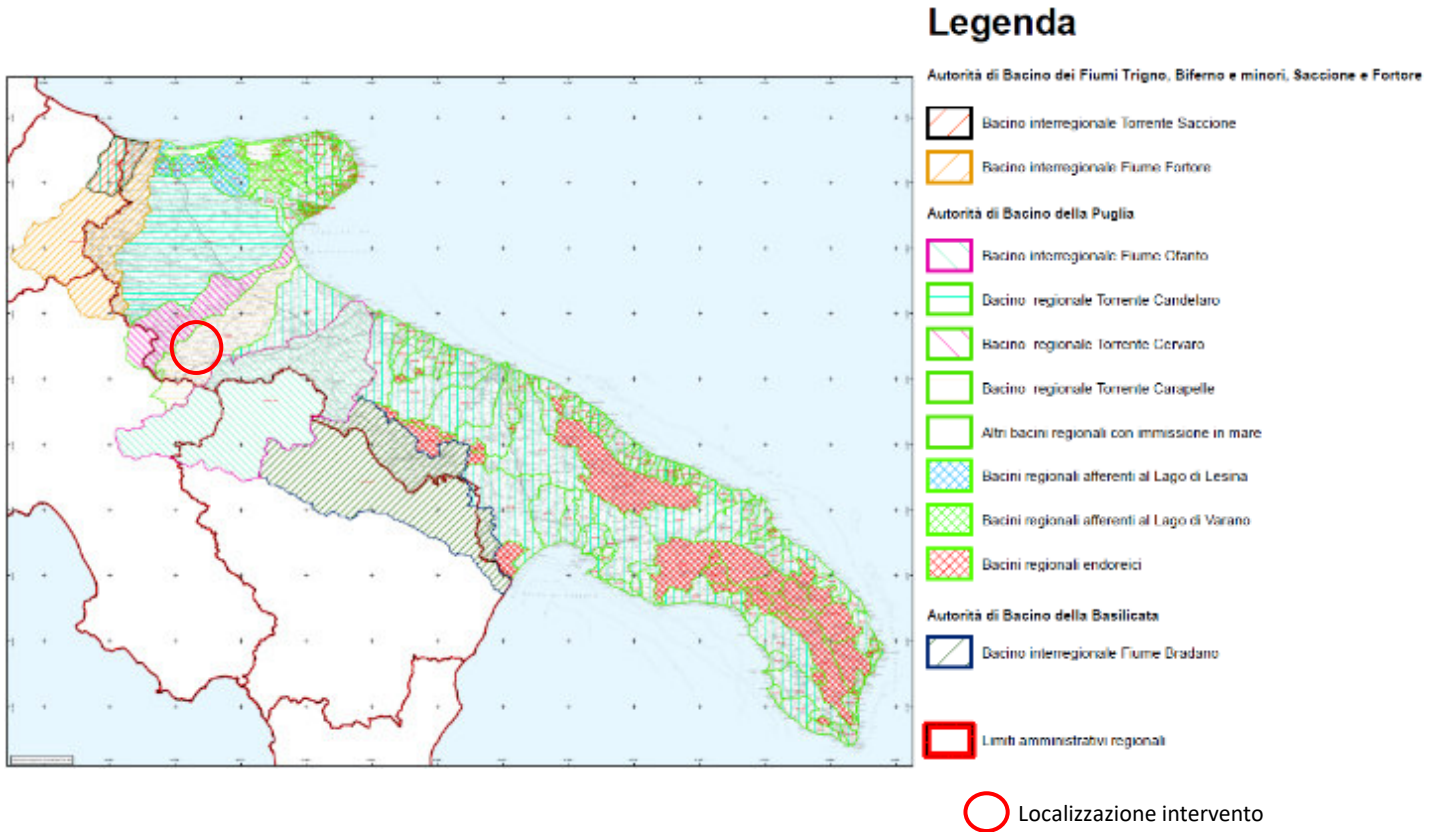 Legenda
Autorità di Bacino dei Fiumi Trigno, Biferno e minori, Saccione e Fortore
Bacino interregionale Torrente Saccione
Bacino interregionale Fiume Fortore
Autorità di Bacino della Puglia
Bacino interregionale Fiume Ofanto
Bacino regionale Torrente Candelaro
Bacino regionale Torrente Cervaro
Bacino regionale Torrente Carapelle
Altri bacini regionali con immissione in mare
Bacini regionali afferenti al Lago di Lesina
Bacini regionali afferenti al Lago di Varano
Bacini regionali endoreici
Autorità di Bacino della Basilicata
Bacino interregionale Fiume Bradano
Limiti amministrativi regionali
Localizzazione intervento